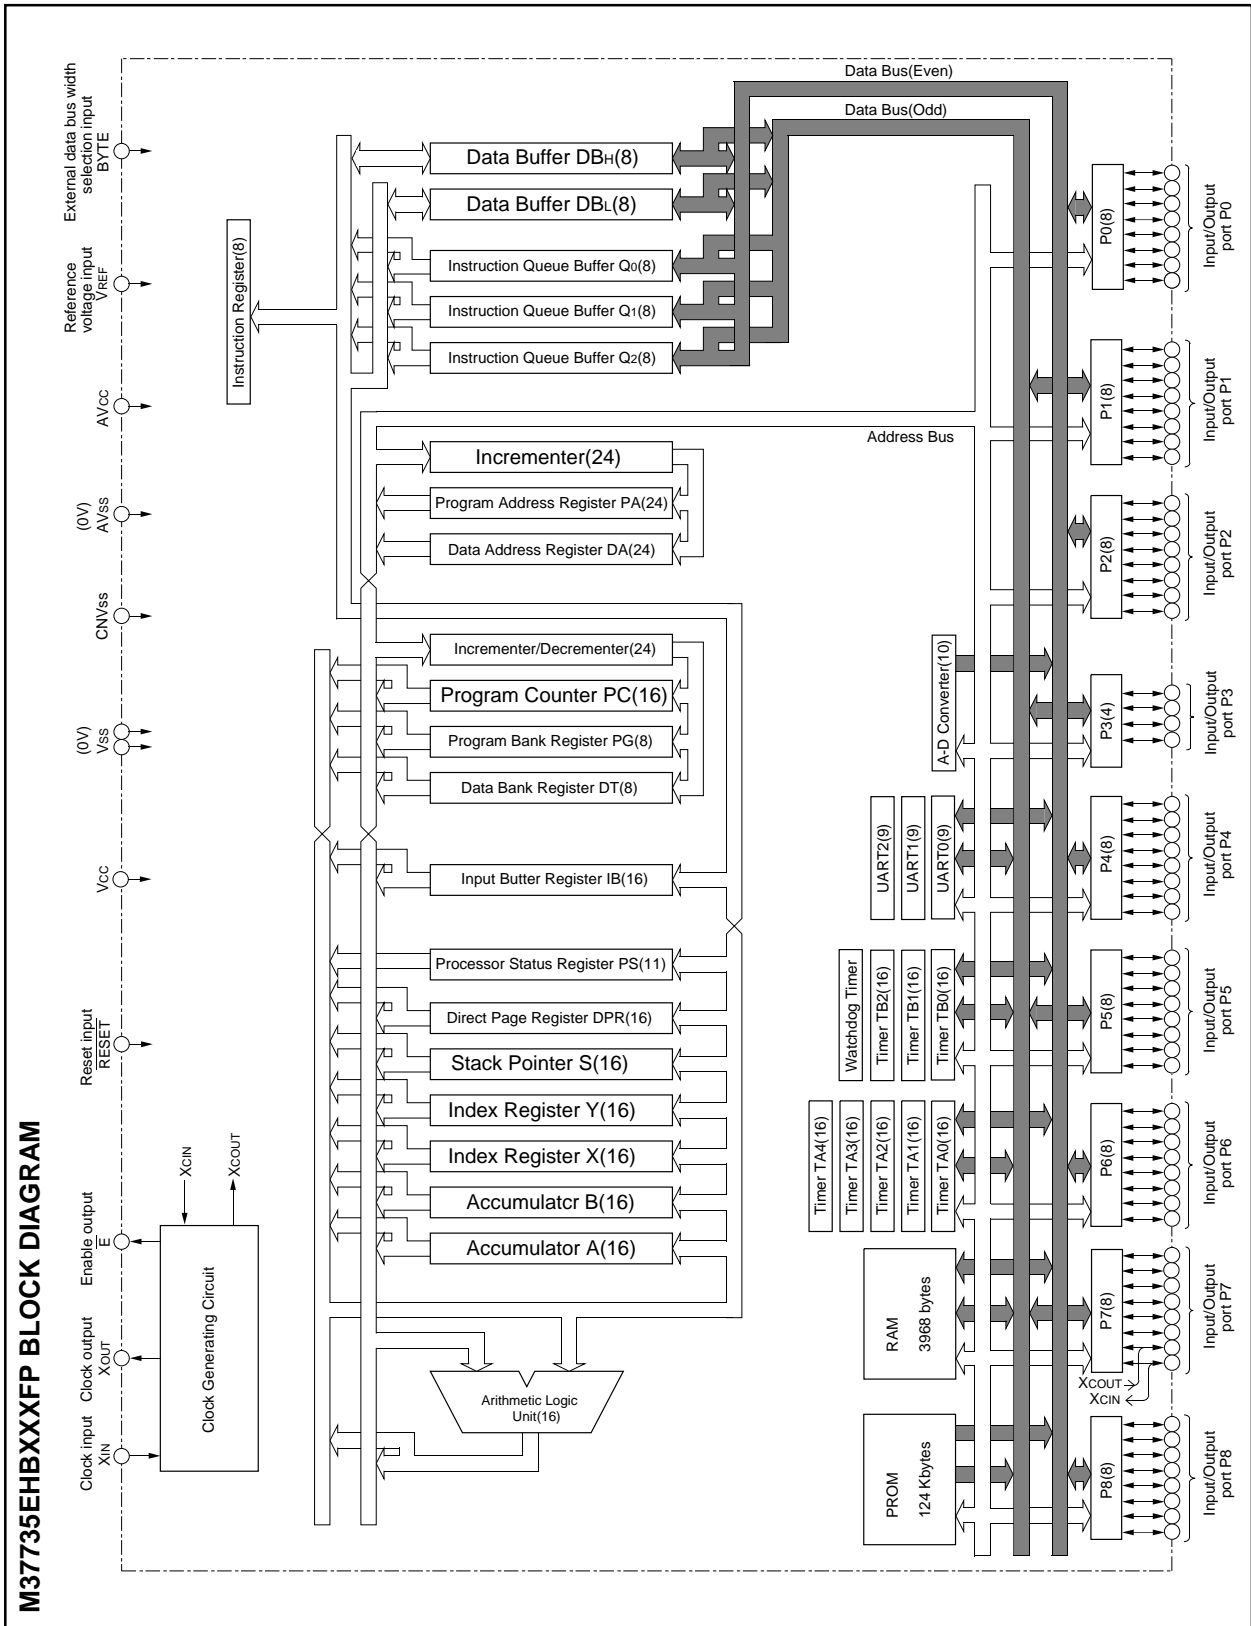 M37735EHBXXXFP BLOCK DIAGRAM
Clock input
XIN
Clock output
XOUT
Enable output
E
Reset input
RESET
VCC
(0V)
VSS
CNVSS
(0V)
AVSS
AVCC
Reference
voltage input
VREF
External data bus width
selection input
BYTE
Clock Generating Circuit
XCIN
XCOUT
Instruction Register(8)
Data Buffer DBH(8)
Data Buffer DBL(8)
Instruction Queue Buffer Q0(8)
Instruction Queue Buffer Q1(8)
Instruction Queue Buffer Q2(8)
Data Bus(Even)
Data Bus(Odd)
Address Bus
Incrementer(24)
Program Address Register PA(24)
Data Address Register DA(24)
Incrementer/Decrementer(24)
Program Counter PC(16)
Program Bank Register PG(8)
Data Bank Register DT(8)
Input Butter Register IB(16)
Processor Status Register PS(11)
Direct Page Register DPR(16)
Stack Pointer S(16)
Index Register Y(16)
Index Register X(16)
Accumulatcr B(16)
Accumulator A(16)
Arithmetic Logic
Unit(16)
A-D Converter(10)
UART2(9)
UART1(9)
UART0(9)
Watchdog Timer
Timer TB2(16)
Timer TB1(16)
Timer TB0(16)
Timer TA4(16)
Timer TA3(16)
Timer TA2(16)
Timer TA1(16)
Timer TA0(16)
RAM
3968 bytes
PROM
124 Kbytes
P0(8)
P1(8)
P2(8)
P3(4)
P4(8)
P5(8)
P6(8)
P7(8)
P8(8)
XCOUT
XCIN
Input/Output
port P0
Input/Output
port P1
Input/Output
port P2
Input/Output
port P3
Input/Output
port P4
Input/Output
port P5
Input/Output
port P6
Input/Output
port P7
Input/Output
port P8